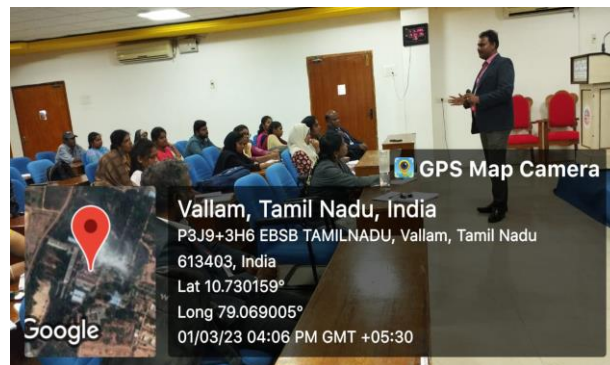 GPS Map Camera
Vallam, Tamil Nadu, India
P3J9+3H6 EBSB TAMILNADU, Vallam, Tamil Nadu
613403, India
Lat 10.730159°
Long 79.069005°
01/03/23 04:06 PM GMT +05:30
Google